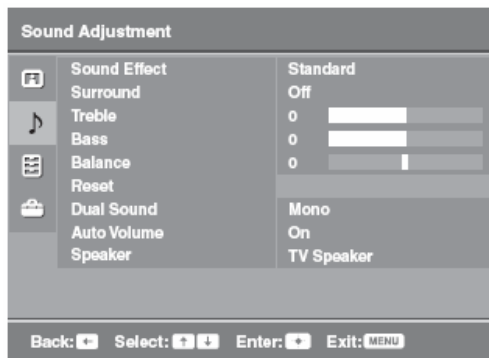 Sound Adjustment
Sound Effect Standard
Surround Off
Treble 0
Bass 0
Balance 0
Reset
Dual Sound Mono
Auto Volume On
Speaker TV Speaker
Back: Select: Enter: Exit: MENU